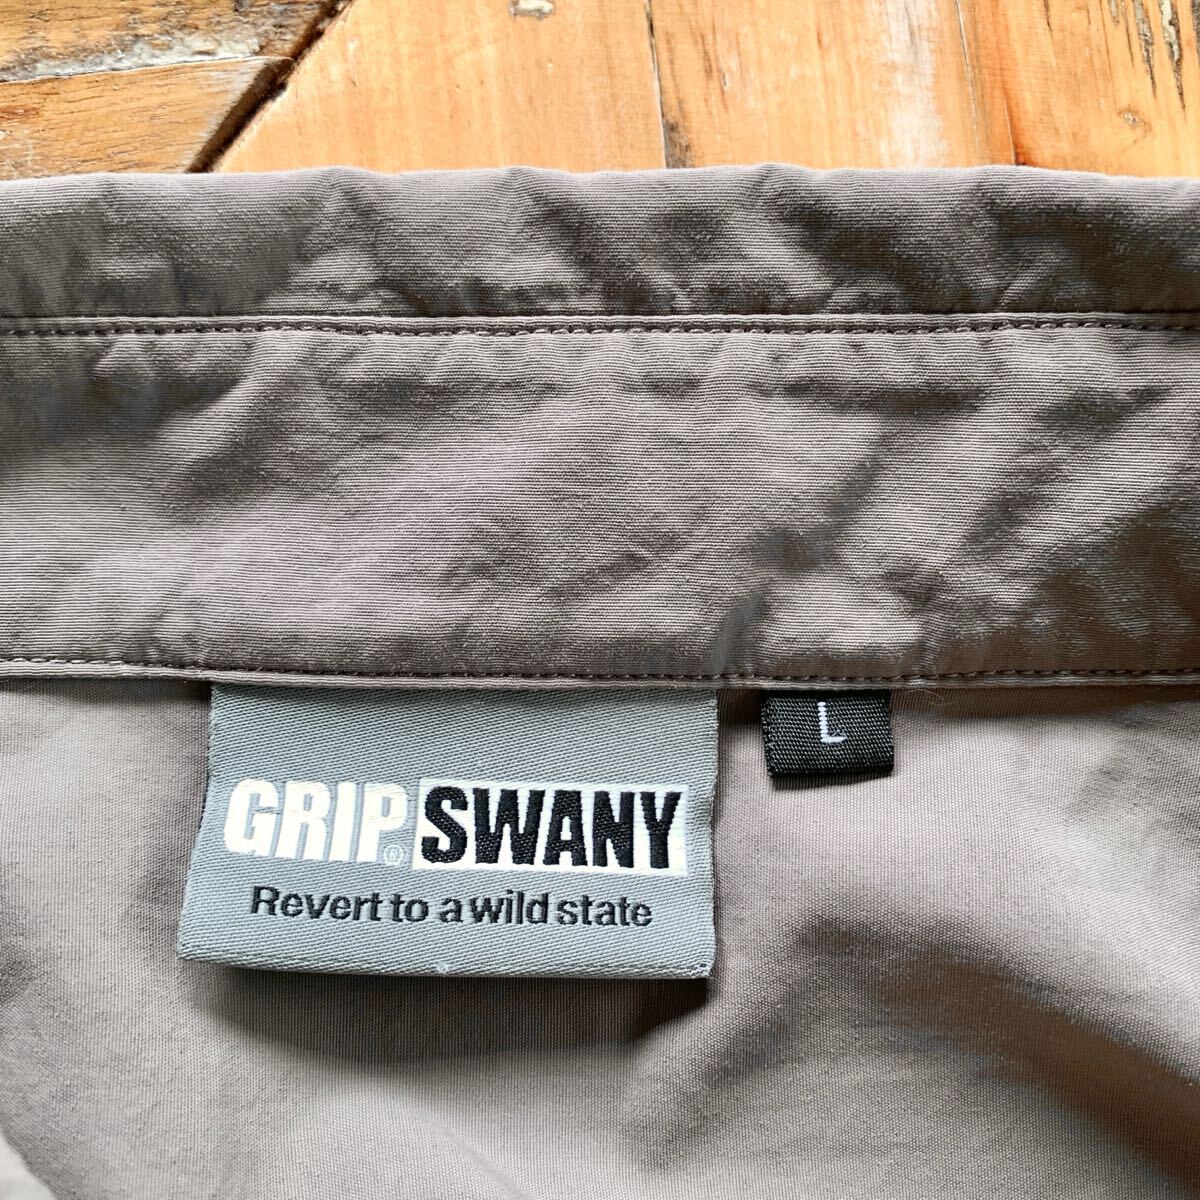 GRIP® SWANY
Revert to a wild state
L